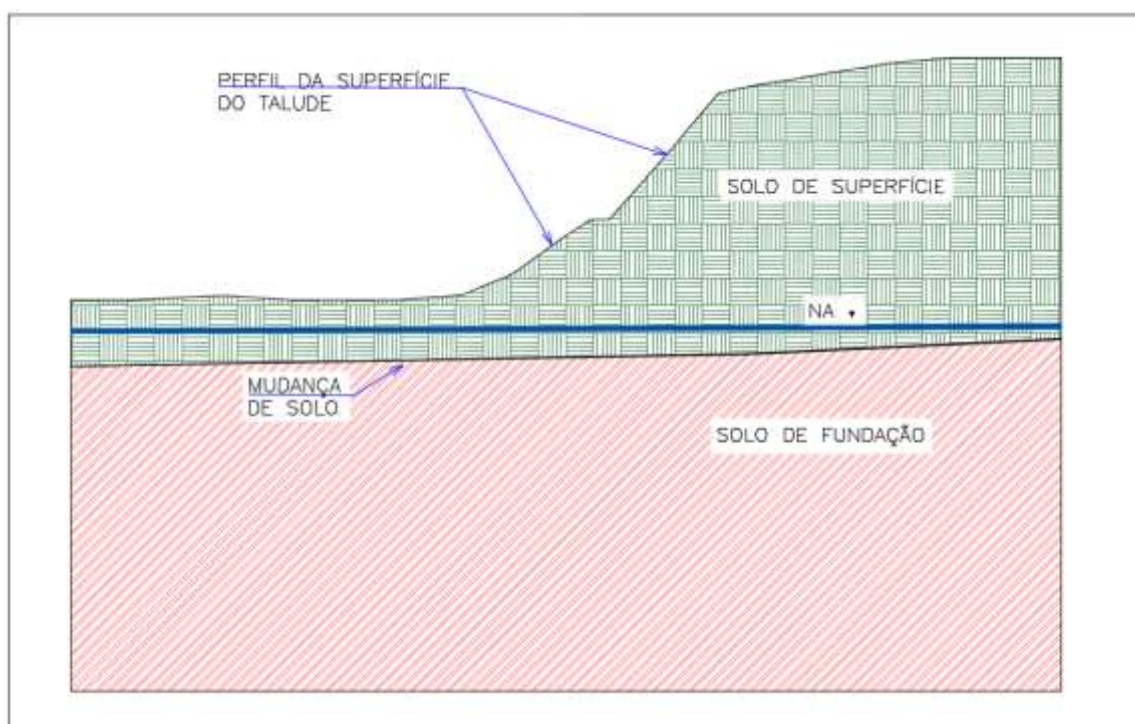 PERFIL DA SUPERFÍCIE
DO TALUDE
SOLO DE SUPERFÍCIE
NA
MUDANÇA
DE SOLO
SOLO DE FUNDAÇÃO